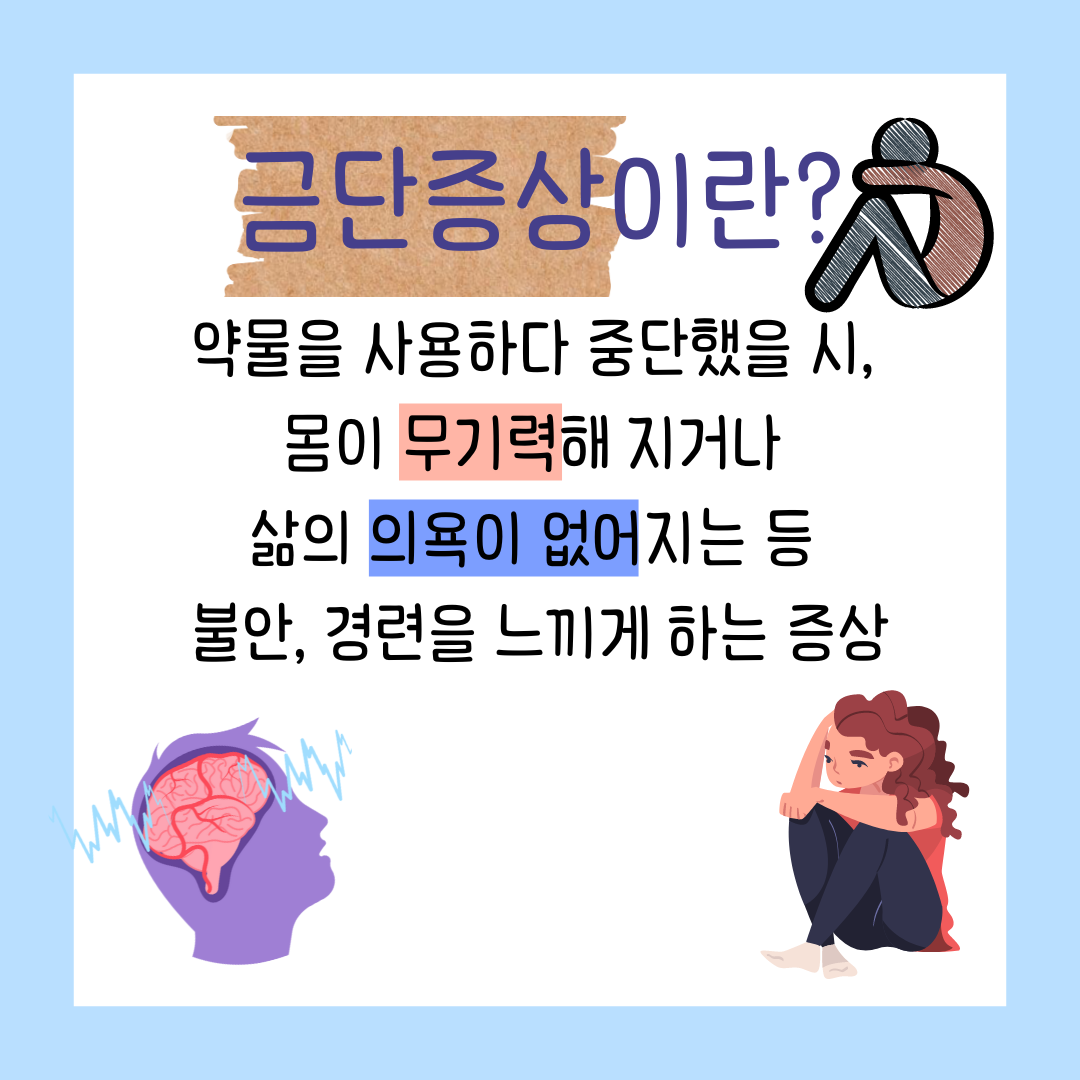 금단증상이란?
약물을 사용하다 중단했을 시,
몸이 무기력해 지거나
삶의 의욕이 없어지는 등
불안, 경련을 느끼게 하는 증상